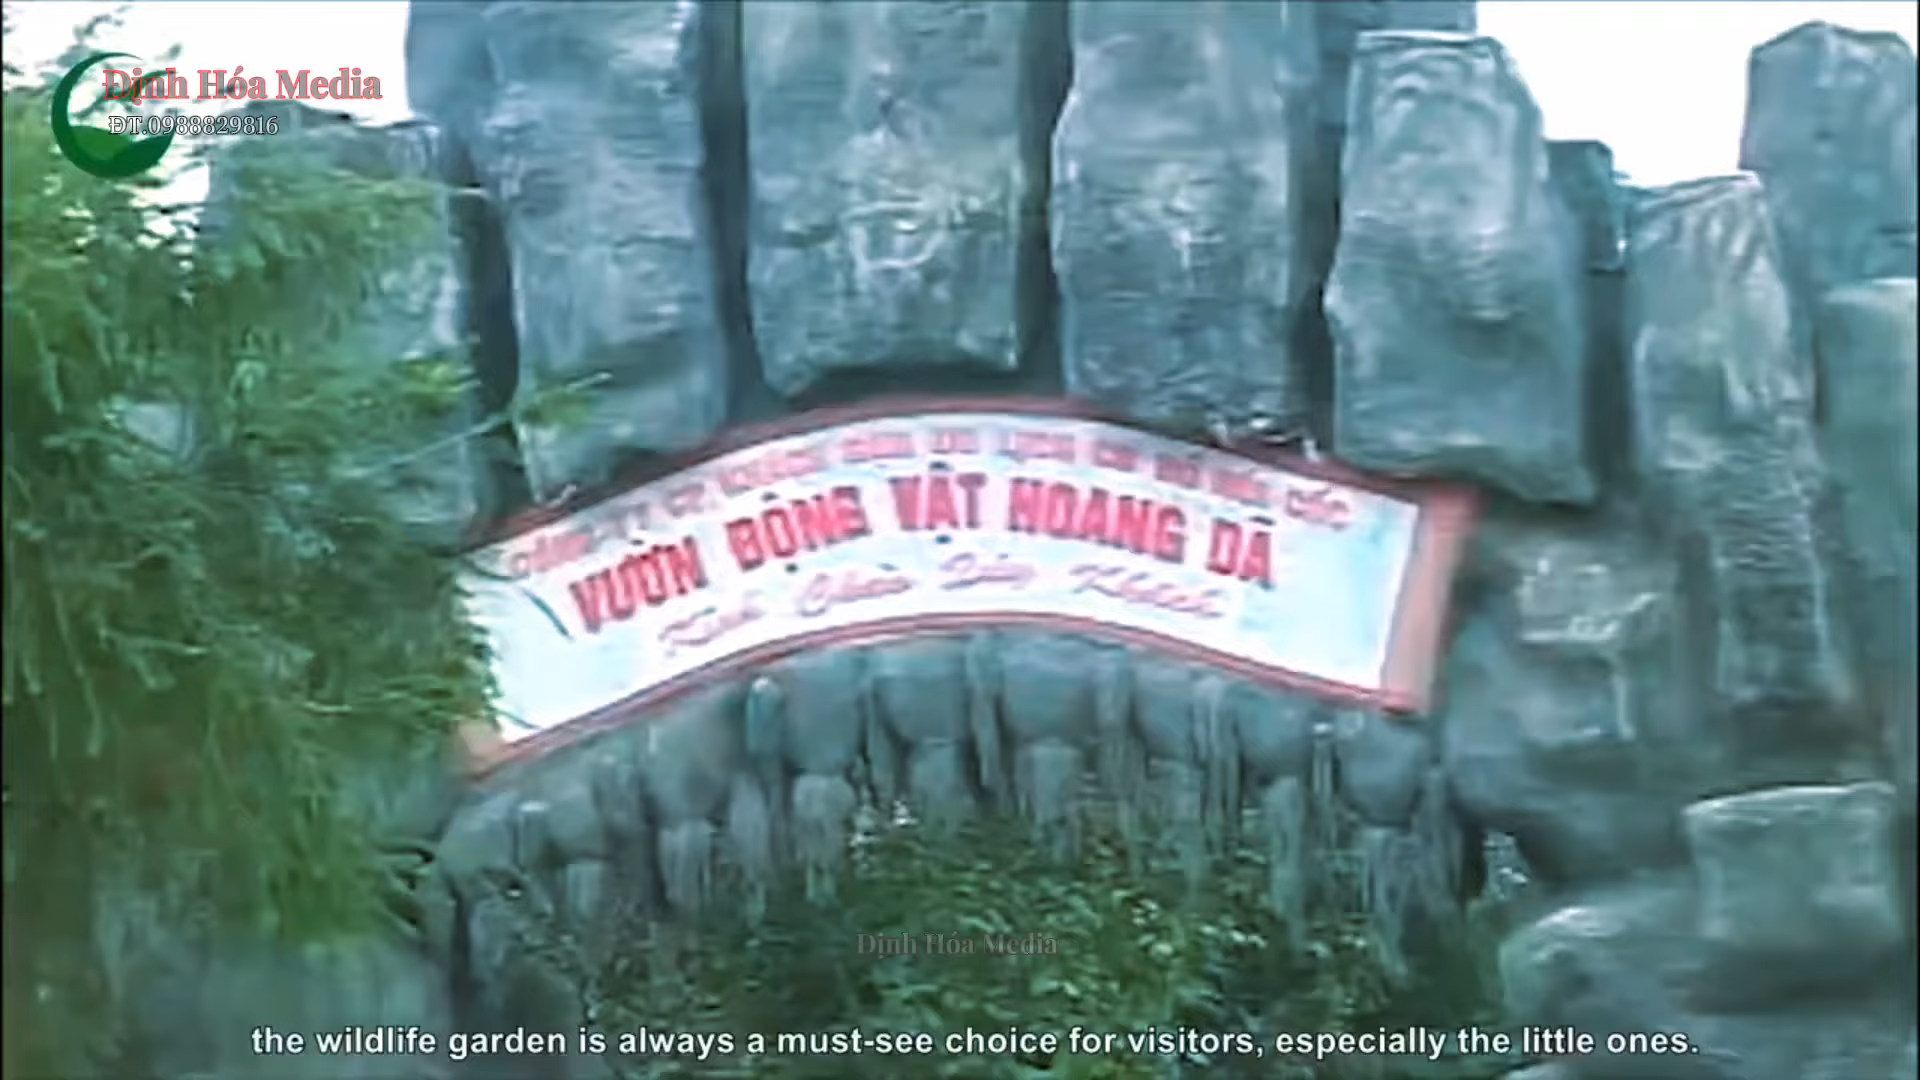 Định Hóa Media
ĐT.0988829816
VƯỜN ĐỘNG VẬT HOANG DÃ
Kính Chào Quý Khách
Định Hóa Media
the wildlife garden is always a must-see choice for visitors, especially the little ones.